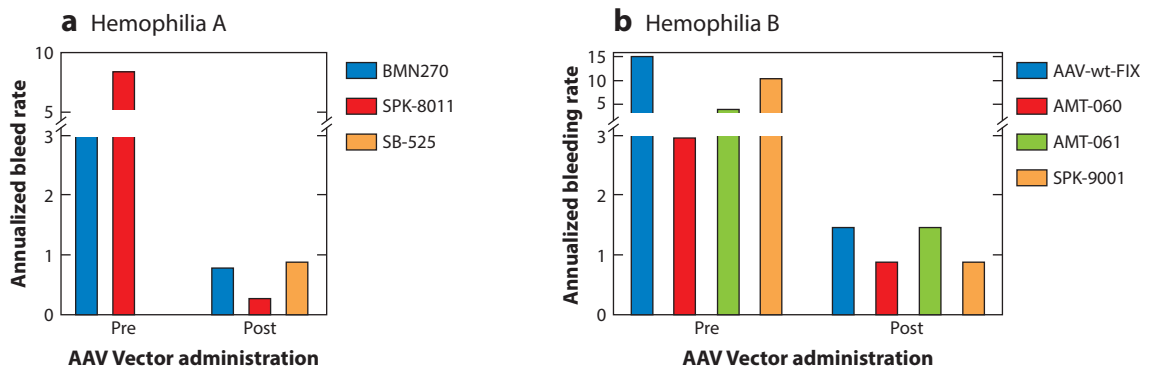 a Hemophilia A
Annualized bleed rate
10
5
3
2
1
0
Pre
Post
AAV Vector administration
BMN270
SPK-8011
SB-525
b Hemophilia B
Annualized bleeding rate
15
10
5
3
2
1
0
Pre
Post
AAV Vector administration
AAV-wt-FIX
AMT-060
AMT-061
SPK-9001